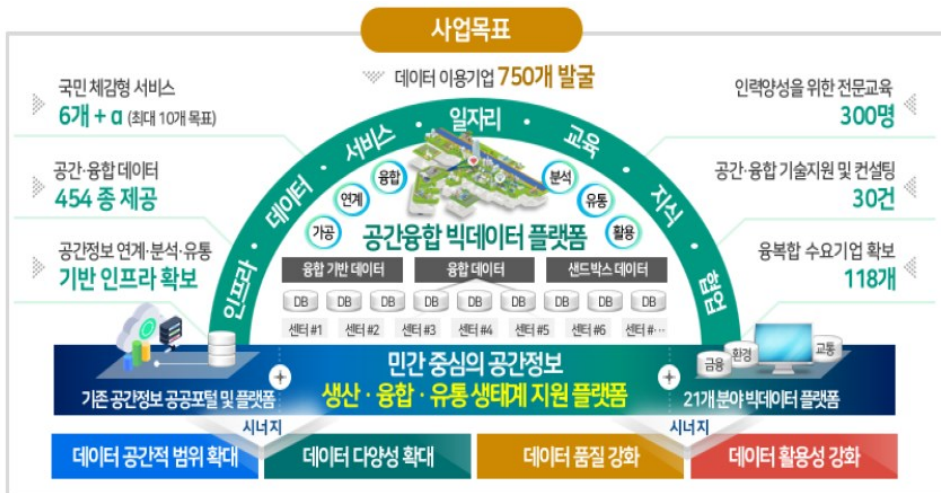 사업목표
데이터 이용기업 750개 발굴
국민 체감형 서비스
6개 + α (최대 10개 목표)
공간·융합 데이터
454 종 제공
공간정보 연계·분석·유통
기반 인프라 확보
인력양성을 위한 전문교육
300명
공간·융합 기술지원 및 컨설팅
30건
융복합 수요기업 확보
118개
인프라 · 데이터 · 서비스 · 일자리 · 교육 · 지식 · 협업
가공
연계
융합
분석
유통
활용
공간융합 빅데이터 플랫폼
융합 기반 데이터
융합 데이터
샌드박스 데이터
DB DB DB DB DB DB DB DB DB
센터 #1 센터 #2 센터 #3 센터 #4 센터 #5 센터 #6 센터 #···
금융
환경
교통
기존 공간정보 공공포털 및 플랫폼
민간 중심의 공간정보
생산 · 융합 · 유통 생태계 지원 플랫폼
21개 분야 빅데이터 플랫폼
시너지
시너지
데이터 공간적 범위 확대
데이터 다양성 확대
데이터 품질 강화
데이터 활용성 강화